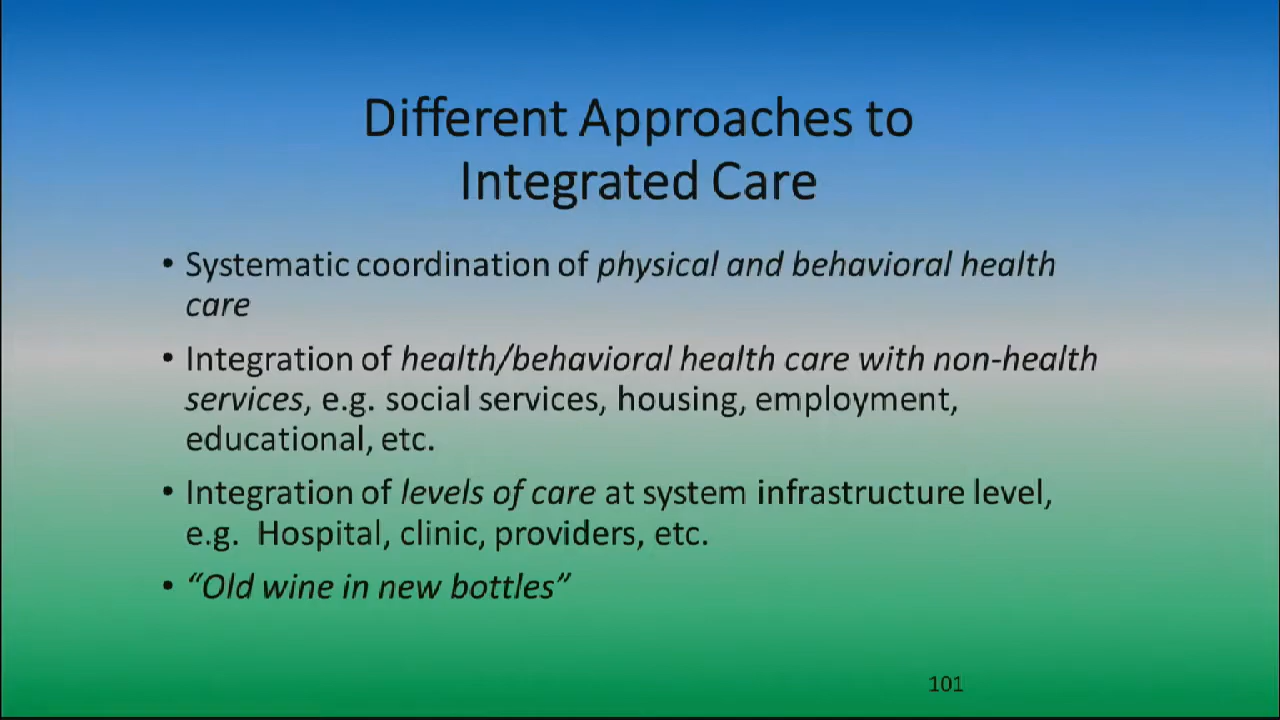 Different Approaches to
Integrated Care
• Systematic coordination of physical and behavioral health
care
• Integration of health/behavioral health care with non-health
services, e.g. social services, housing, employment,
educational, etc.
• Integration of levels of care at system infrastructure level,
e.g.  Hospital, clinic, providers, etc.
• “Old wine in new bottles”
101